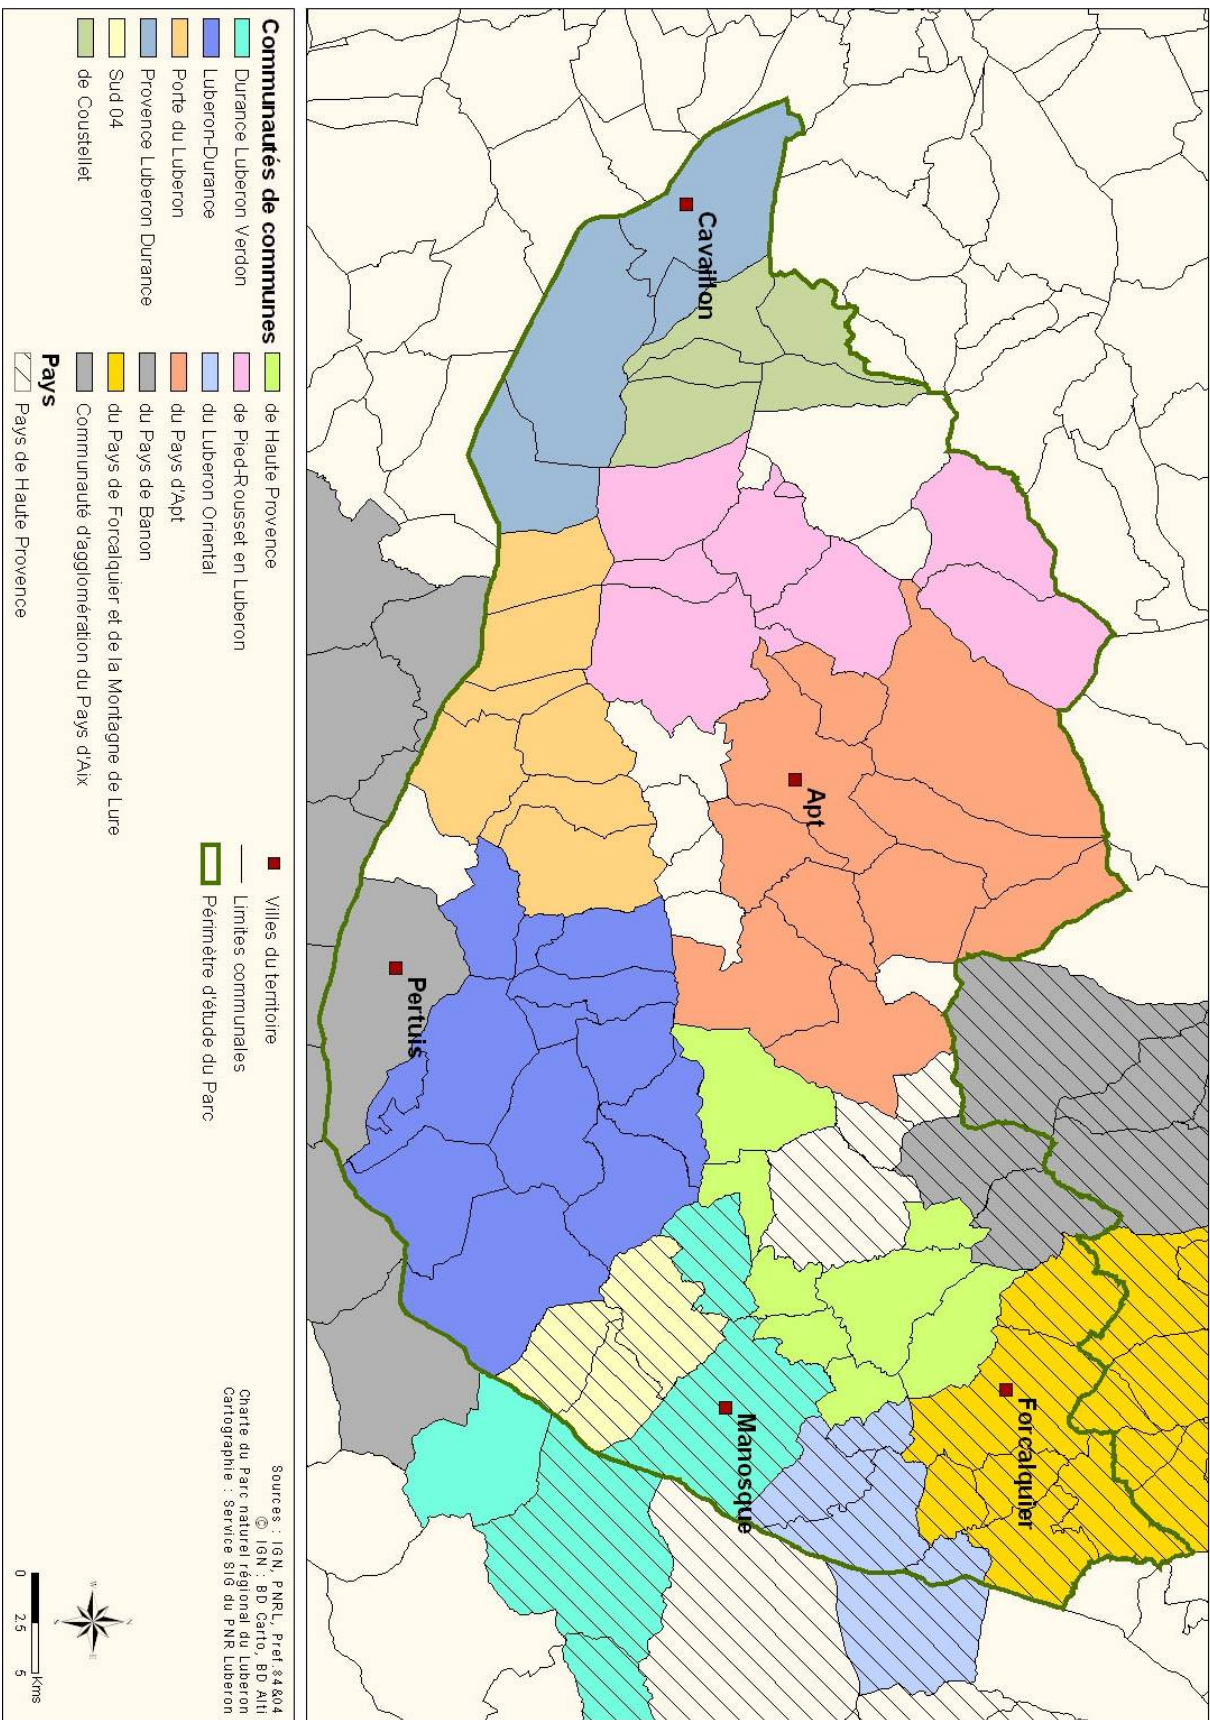 Cavaillon
Apt
Pertuis
Forcalquier
Manosque
Communautés de communes
Durance Luberon Verdon
Luberon-Durance
Porte du Luberon
Provence Luberon Durance
Sud 04
de Coustellet
de Haute Provence
de Pied-Rousset en Luberon
du Luberon Oriental
du Pays d'Apt
du Pays de Banon
du Pays de Forcalquier et de la Montagne de Lure
Communauté d'agglomération du Pays d'Aix
Pays
Pays de Haute Provence
Villes du territoire
Limites communales
Périmètre d'étude du Parc
Sources : IGN, PNRL, Pref.84&04
© IGN : BD Carto, BD Alti
Charte du Parc naturel régional du Luberon
Cartographie : Service SIG du PNR Luberon
0 2.5 5
Kms